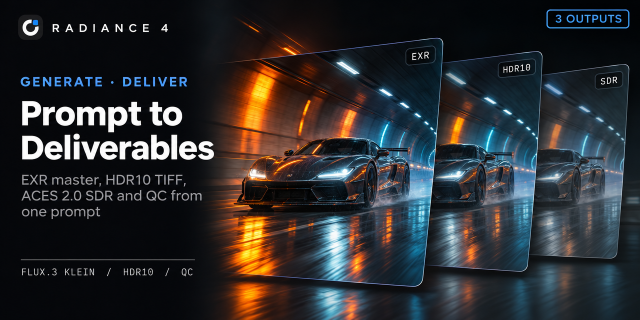 RADIANCE 4
3 OUTPUTS
GENERATE · DELIVER
Prompt to
Deliverables
EXR master, HDR10 TIFF,
ACES 2.0 SDR and QC from
one prompt
FLUX.3 KLEIN / HDR10 / QC
EXR
HDR10
SDR